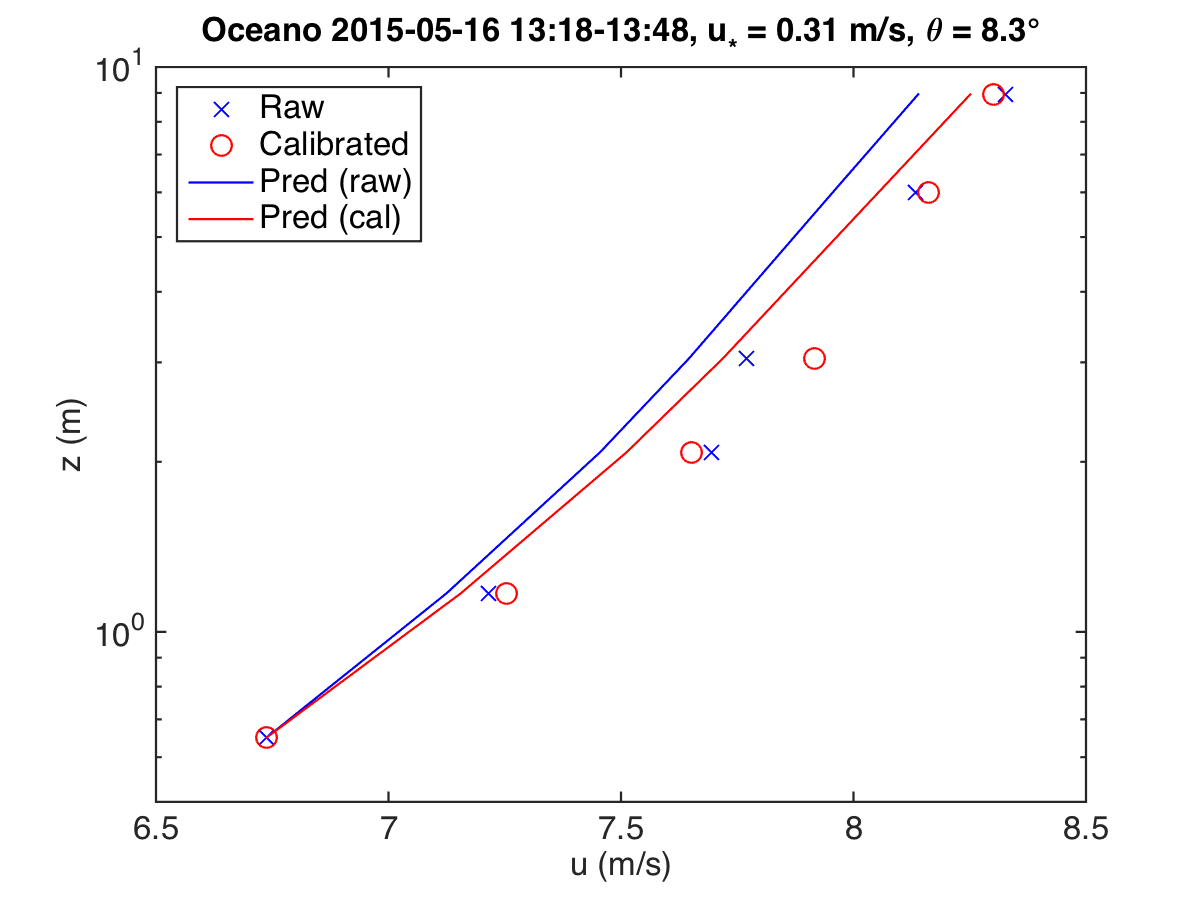 Oceano 2015-05-16 13:18-13:48, u* = 0.31 m/s, θ = 8.3°
10¹
Raw
Calibrated
Pred (raw)
Pred (cal)
z (m)
10⁰
6.5 7 7.5 8 8.5
u (m/s)